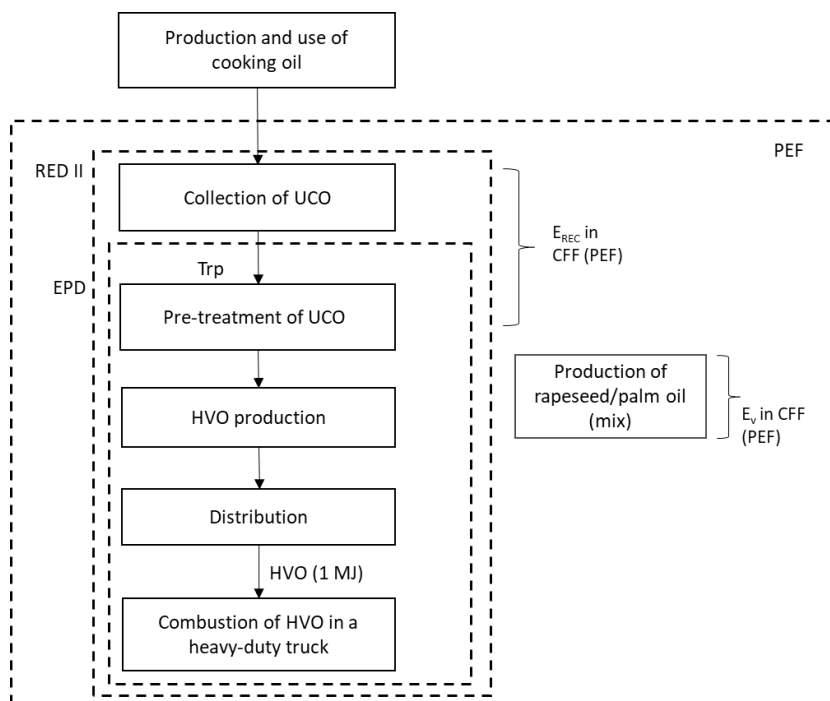 Production and use of
cooking oil
PEF
RED II
Collection of UCO
E_REC in
CFF (PEF)
Trp
EPD
Pre-treatment of UCO
Production of
rapeseed/palm oil
(mix)
HVO production
E_v in CFF
(PEF)
Distribution
HVO (1 MJ)
Combustion of HVO in a
heavy-duty truck